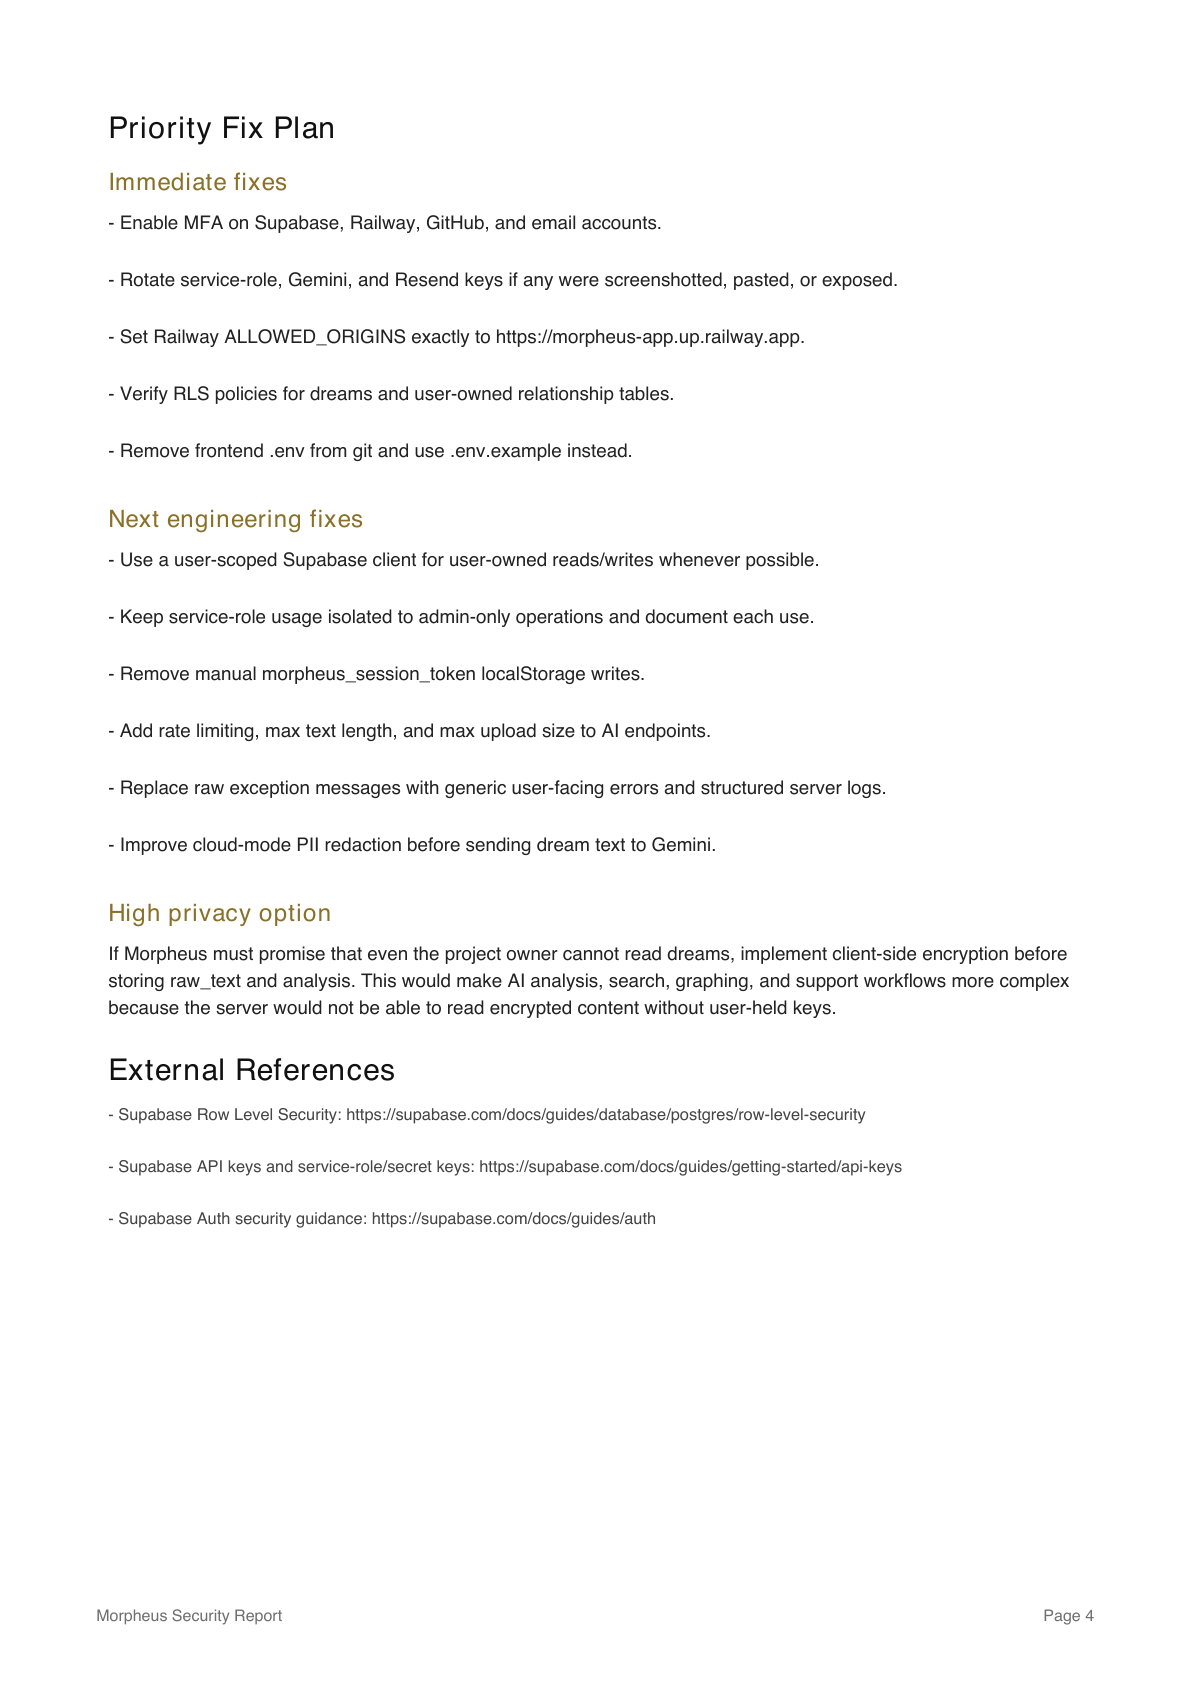 Priority Fix Plan
Immediate fixes
- Enable MFA on Supabase, Railway, GitHub, and email accounts.
- Rotate service-role, Gemini, and Resend keys if any were screenshotted, pasted, or exposed.
- Set Railway ALLOWED_ORIGINS exactly to https://morpheus-app.up.railway.app.
- Verify RLS policies for dreams and user-owned relationship tables.
- Remove frontend .env from git and use .env.example instead.
Next engineering fixes
- Use a user-scoped Supabase client for user-owned reads/writes whenever possible.
- Keep service-role usage isolated to admin-only operations and document each use.
- Remove manual morpheus_session_token localStorage writes.
- Add rate limiting, max text length, and max upload size to AI endpoints.
- Replace raw exception messages with generic user-facing errors and structured server logs.
- Improve cloud-mode PII redaction before sending dream text to Gemini.
High privacy option
If Morpheus must promise that even the project owner cannot read dreams, implement client-side encryption before
storing raw_text and analysis. This would make AI analysis, search, graphing, and support workflows more complex
because the server would not be able to read encrypted content without user-held keys.
External References
- Supabase Row Level Security: https://supabase.com/docs/guides/database/postgres/row-level-security
- Supabase API keys and service-role/secret keys: https://supabase.com/docs/guides/getting-started/api-keys
- Supabase Auth security guidance: https://supabase.com/docs/guides/auth
Morpheus Security Report
Page 4